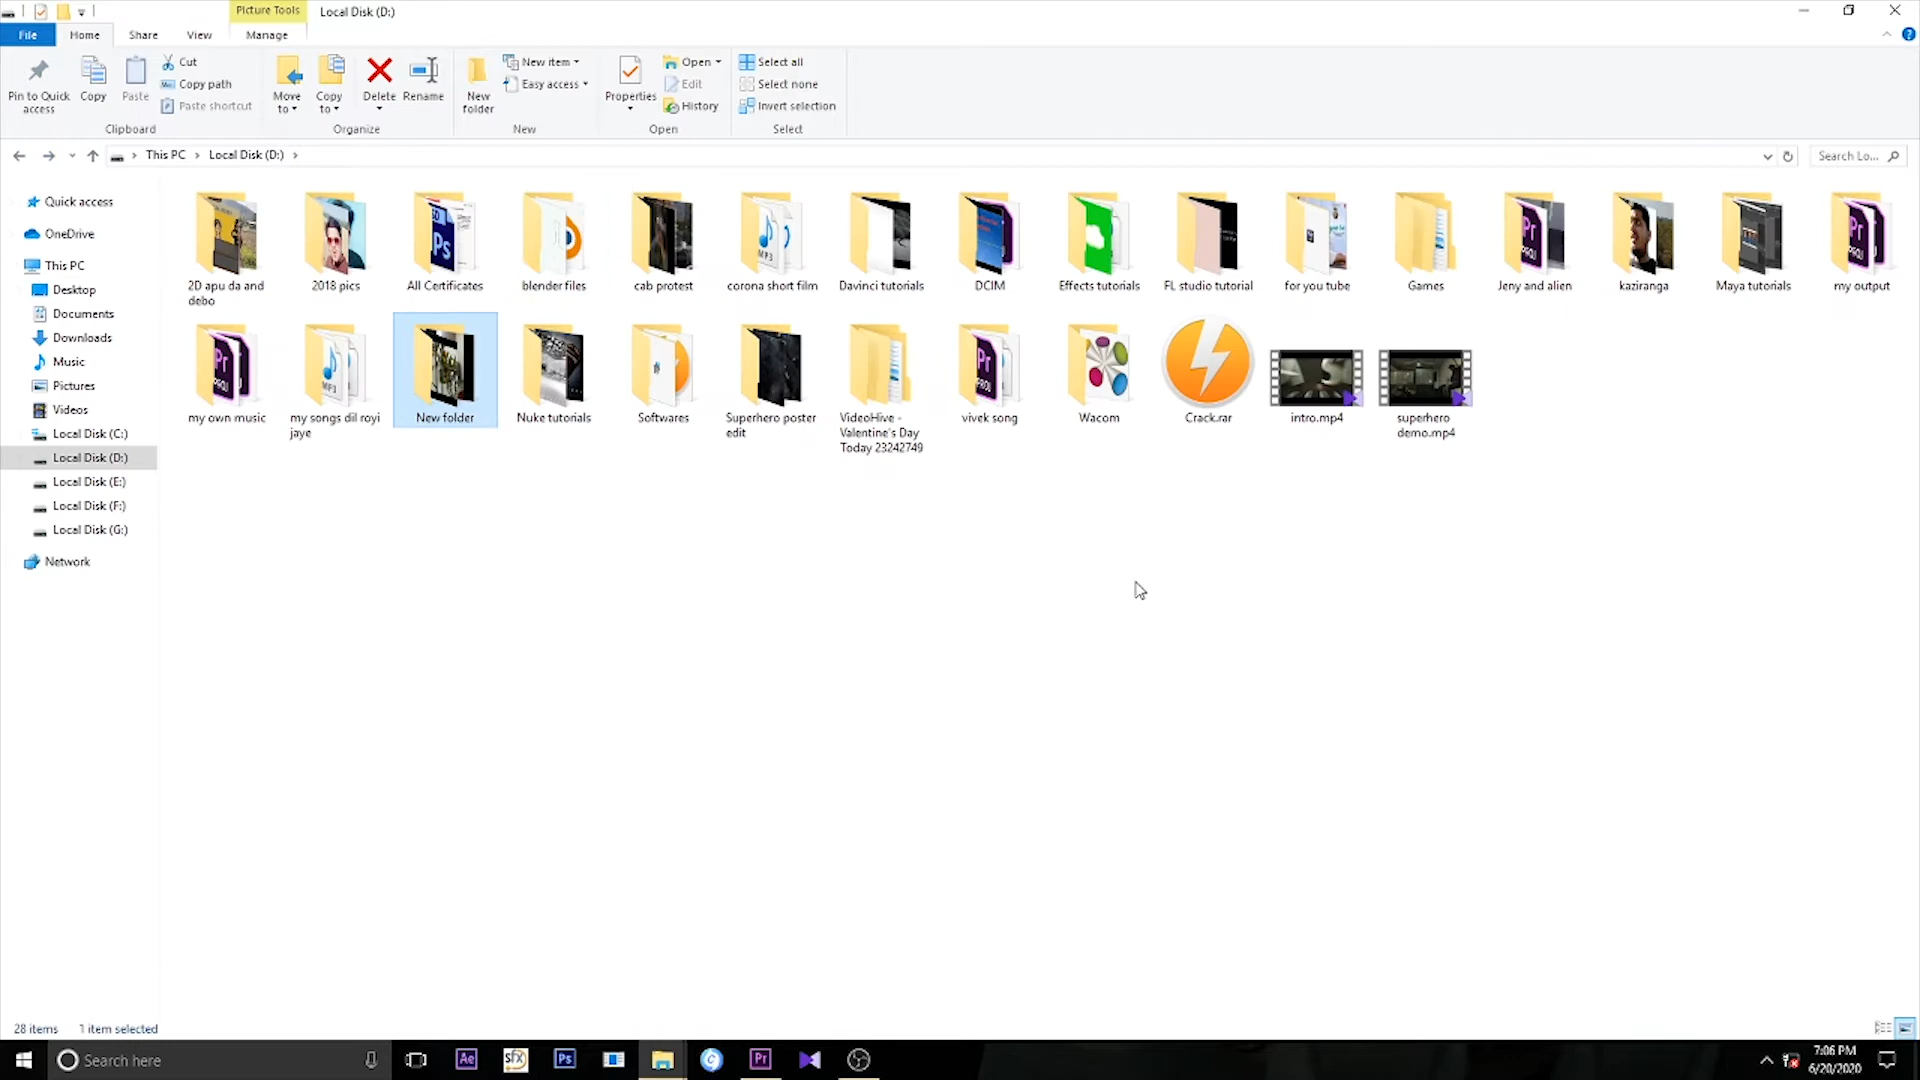 Picture Tools
Local Disk (D:)
File
Home
Share
View
Manage
Pin to Quick
access
Copy
Paste
Cut
Copy path
Paste shortcut
Move
to
Copy
to
Delete
Rename
New
folder
New item
Easy access
Properties
Open
Edit
History
Select all
Select none
Invert selection
Clipboard
Organize
New
Open
Select
This PC
Local Disk (D:)
Search Lo...
Quick access
OneDrive
This PC
Desktop
Documents
Downloads
Music
Pictures
Videos
Local Disk (C:)
Local Disk (D:)
Local Disk (E:)
Local Disk (F:)
Local Disk (G:)
Network
2D apu da and
debo
2018 pics
All Certificates
blender files
cab protest
corona short film
Davinci tutorials
DCIM
Effects tutorials
FL studio tutorial
for you tube
Games
Jeny and alien
kaziranga
Maya tutorials
my output
my own music
my songs dil royi
jaye
New folder
Nuke tutorials
Softwares
Superhero poster
edit
VideoHive -
Valentine's Day
Today 23242749
vivek song
Wacom
Crack.rar
intro.mp4
superhero
demo.mp4
28 items
1 item selected
Search here
Ae
sfx
Ps
Pr
7:06 PM
6/20/2020